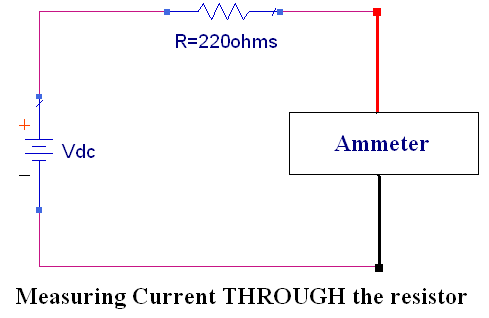 R=220ohms
Ammeter
+
Vdc
–
Measuring Current THROUGH the resistor